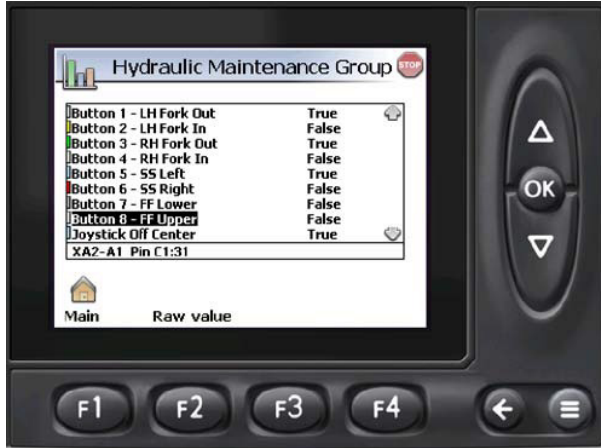 Hydraulic Maintenance Group STOP
Button 1 - LH Fork Out True
Button 2 - LH Fork In False
Button 3 - RH Fork Out True
Button 4 - RH Fork In False
Button 5 - SS Left True
Button 6 - SS Right False
Button 7 - FF Lower False
Button 8 - FF Upper False
Joystick Off Center True
XA2-A1 Pin C1:31
Main Raw value
OK
F1 F2 F3 F4